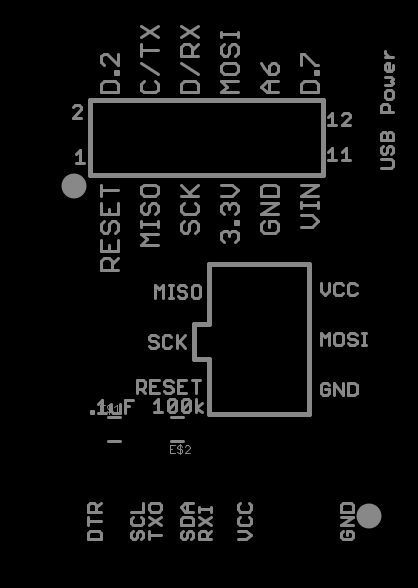 D.2 C/TX D/RX MOSI A6 D.7
USB Power
2 12
1 11
RESET MISO SCK 3.3V GND VIN
MISO VCC
SCK MOSI
RESET GND
.1uF 100k
E$2
DTR SCL TXO SDA RXI VCC GND